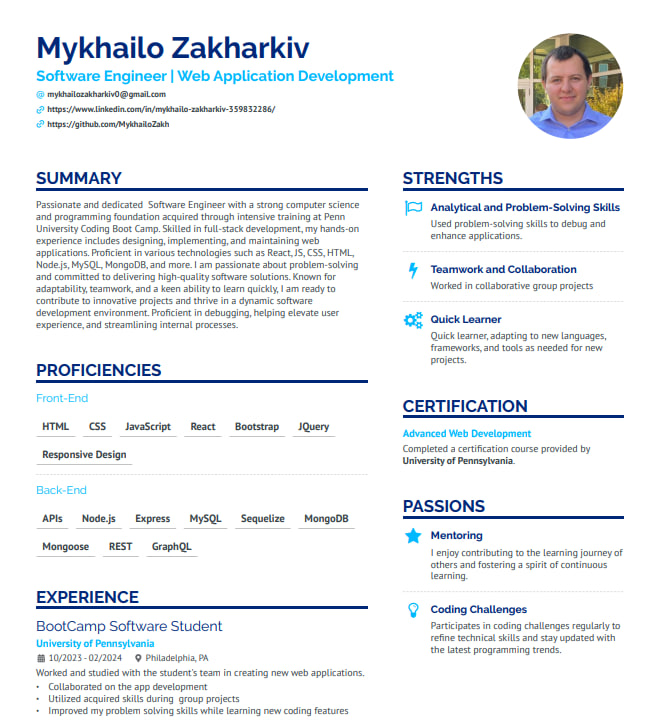 Mykhailo Zakharkiv
Software Engineer | Web Application Development
mykhailozakharkiv0@gmail.com
https://www.linkedin.com/in/mykhailo-zakharkiv-359832286/
https://github.com/MykhailoZakh
SUMMARY
Passionate and dedicated Software Engineer with a strong computer science
and programming foundation acquired through intensive training at Penn
University Coding Boot Camp. Skilled in full-stack development, my hands-on
experience includes designing, implementing, and maintaining web
applications. Proficient in various technologies such as React, JS, CSS, HTML,
Node.js, MySQL, MongoDB, and more. I am passionate about problem-solving
and committed to delivering high-quality software solutions. Known for
adaptability, teamwork, and a keen ability to learn quickly, I am ready to
contribute to innovative projects and thrive in a dynamic software
development environment. Proficient in debugging, helping elevate user
experience, and streamlining internal processes.
PROFICIENCIES
Front-End
HTML CSS JavaScript React Bootstrap JQuery
Responsive Design
Back-End
APIs Node.js Express MySQL Sequelize MongoDB
Mongoose REST GraphQL
EXPERIENCE
BootCamp Software Student
University of Pennsylvania
10/2023 - 02/2024 Philadelphia, PA
Worked and studied with the student's team in creating new web applications.
• Collaborated on the app development
• Utilized acquired skills during group projects
• Improved my problem solving skills while learning new coding features
STRENGTHS
Analytical and Problem-Solving Skills
Used problem-solving skills to debug and
enhance applications.
Teamwork and Collaboration
Worked in collaborative group projects
Quick Learner
Quick learner, adapting to new languages,
frameworks, and tools as needed for new
projects.
CERTIFICATION
Advanced Web Development
Completed a certification course provided by
University of Pennsylvania.
PASSIONS
Mentoring
I enjoy contributing to the learning journey of
others and fostering a spirit of continuous
learning.
Coding Challenges
Participates in coding challenges regularly to
refine technical skills and stay updated with
the latest programming trends.